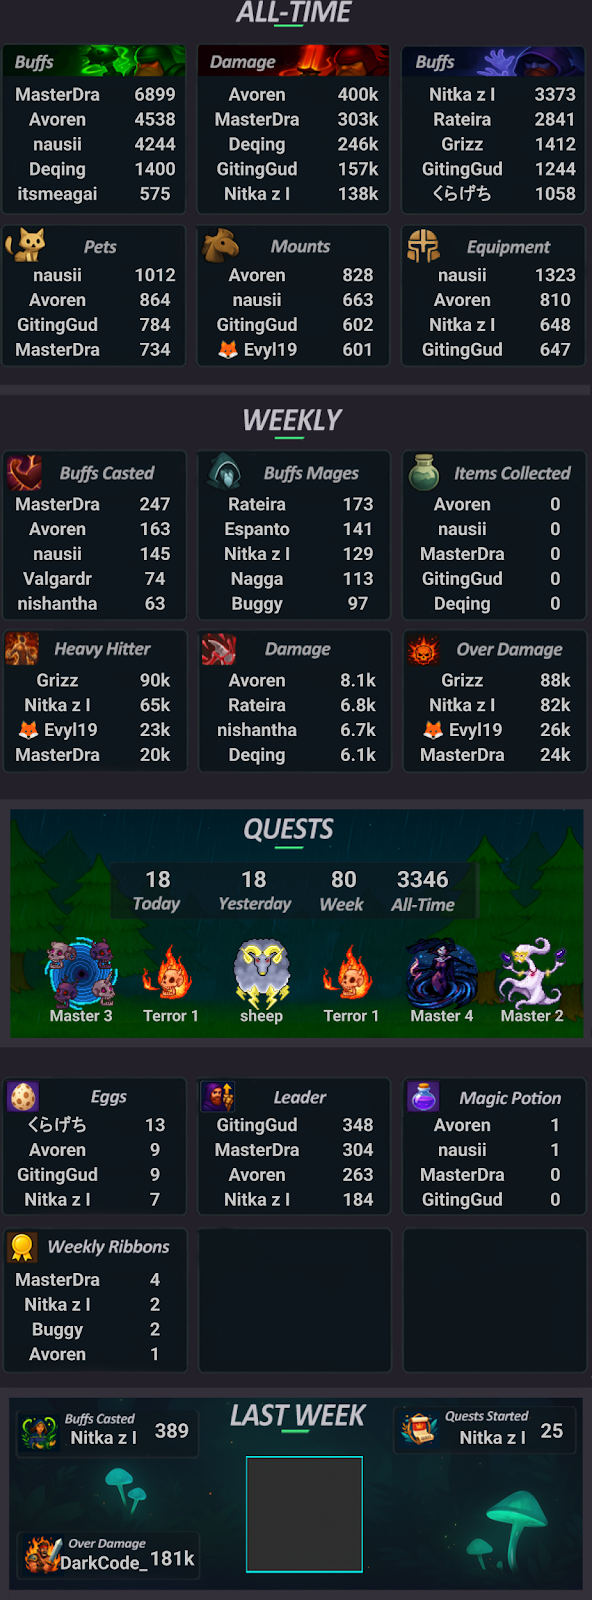 ALL-TIME
Buffs
MasterDra 6899
Avoren 4538
nausii 4244
Deqing 1400
itsmeagai 575
Damage
Avoren 400k
MasterDra 303k
Deqing 246k
GitingGud 157k
Nitka z l 138k
Buffs
Nitka z l 3373
Rateira 2841
Grizz 1412
GitingGud 1244
くらげち 1058
Pets
nausii 1012
Avoren 864
GitingGud 784
MasterDra 734
Mounts
Avoren 828
nausii 663
GitingGud 602
🦊 Evyl19 601
Equipment
nausii 1323
Avoren 810
Nitka z l 648
GitingGud 647
WEEKLY
Buffs Casted
MasterDra 247
Avoren 163
nausii 145
Valgardr 74
nishantha 63
Buffs Mages
Rateira 173
Espanto 141
Nitka z l 129
Nagga 113
Buggy 97
Items Collected
Avoren 0
nausii 0
MasterDra 0
GitingGud 0
Deqing 0
Heavy Hitter
Grizz 90k
Nitka z l 65k
🦊 Evyl19 23k
MasterDra 20k
Damage
Avoren 8.1k
Rateira 6.8k
nishantha 6.7k
Deqing 6.1k
Over Damage
Grizz 88k
Nitka z l 82k
🦊 Evyl19 26k
MasterDra 24k
QUESTS
18 18 80 3346
Today Yesterday Week All-Time
Master 3 Terror 1 sheep Terror 1 Master 4 Master 2
Eggs
くらげち 13
Avoren 9
GitingGud 9
Nitka z l 7
Leader
GitingGud 348
MasterDra 304
Avoren 263
Nitka z l 184
Magic Potion
Avoren 1
nausii 1
MasterDra 0
GitingGud 0
Weekly Ribbons
MasterDra 4
Nitka z l 2
Buggy 2
Avoren 1
LAST WEEK
Buffs Casted
Nitka z l 389
Quests Started
Nitka z l 25
Over Damage
DarkCode_ 181k